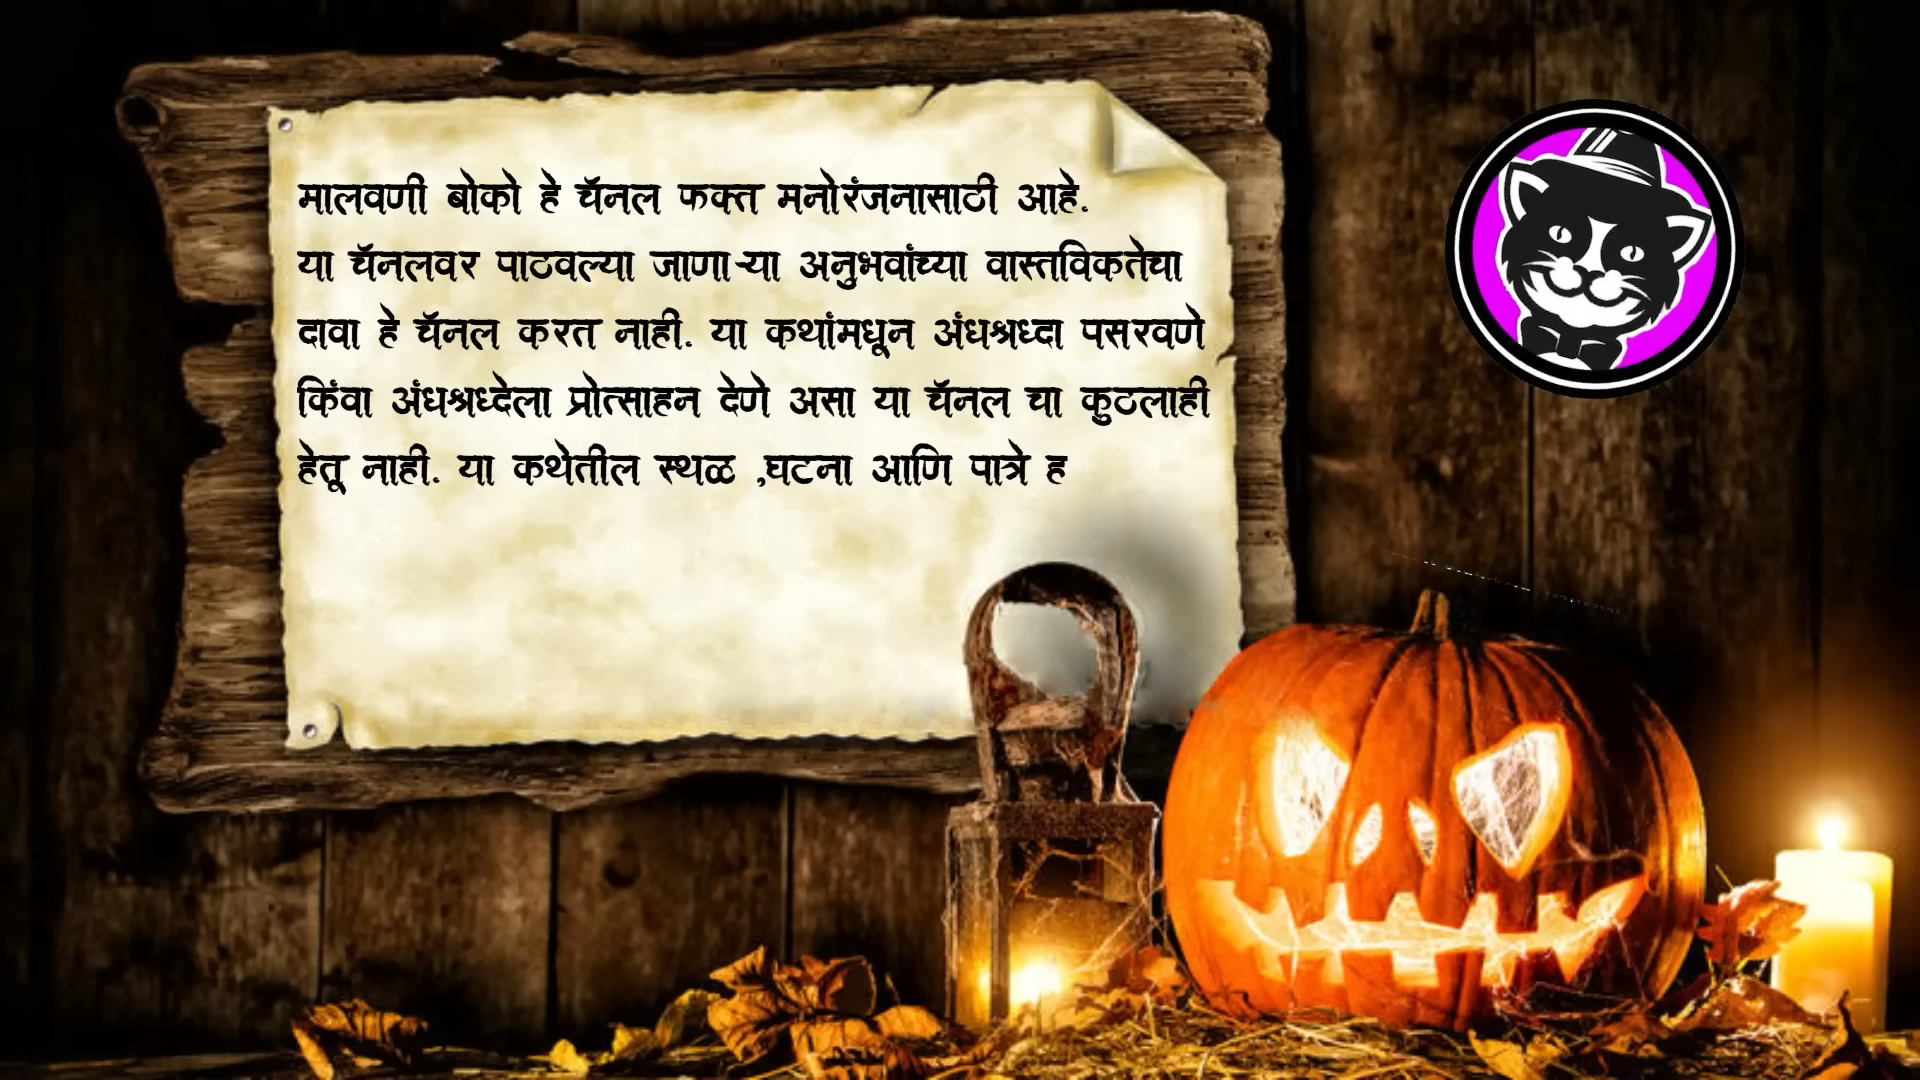 मालवणी बोको हे चॅनल फक्त मनोरंजनासाठी आहे.
या चॅनलवर पाठवल्या जाणाऱ्या अनुभवांच्या वास्तविकतेचा
दावा हे चॅनल करत नाही. या कथांमधून अंधश्रध्दा पसरवणे
किंवा अंधश्रध्देला प्रोत्साहन देणे असा या चॅनल चा कुठलाही
हेतू नाही. या कथेतील स्थळ ,घटना आणि पात्रे ह